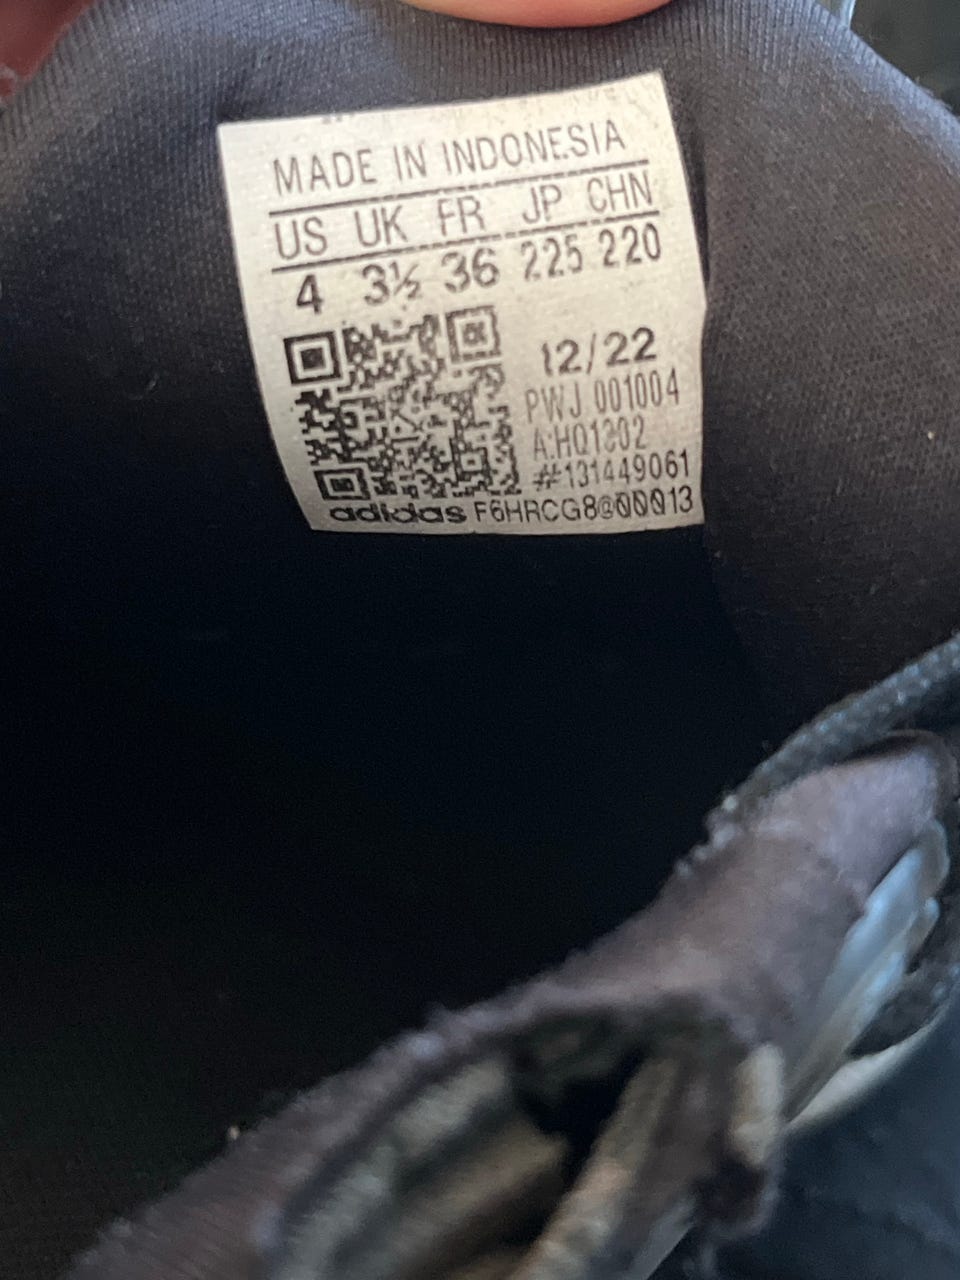 MADE IN INDONESIA
US UK FR JP CHN
4 3½ 36 225 220
12/22
PWJ 001004
A:HQ1302
#131449061
adidas F6HRCG8@00013